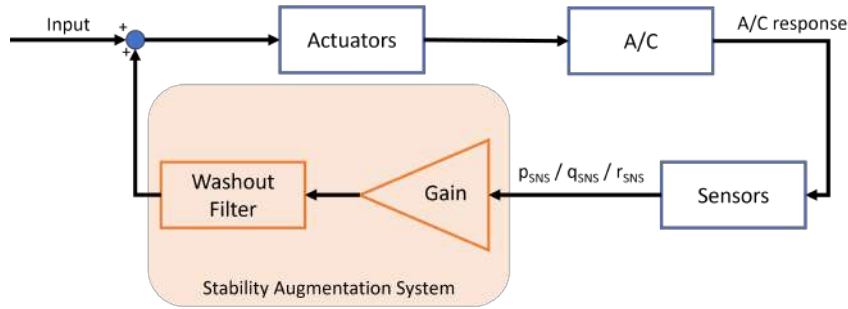 Input
+
+
Actuators
A/C
A/C response
Washout
Filter
Gain
pSNS / qSNS / rSNS
Sensors
Stability Augmentation System